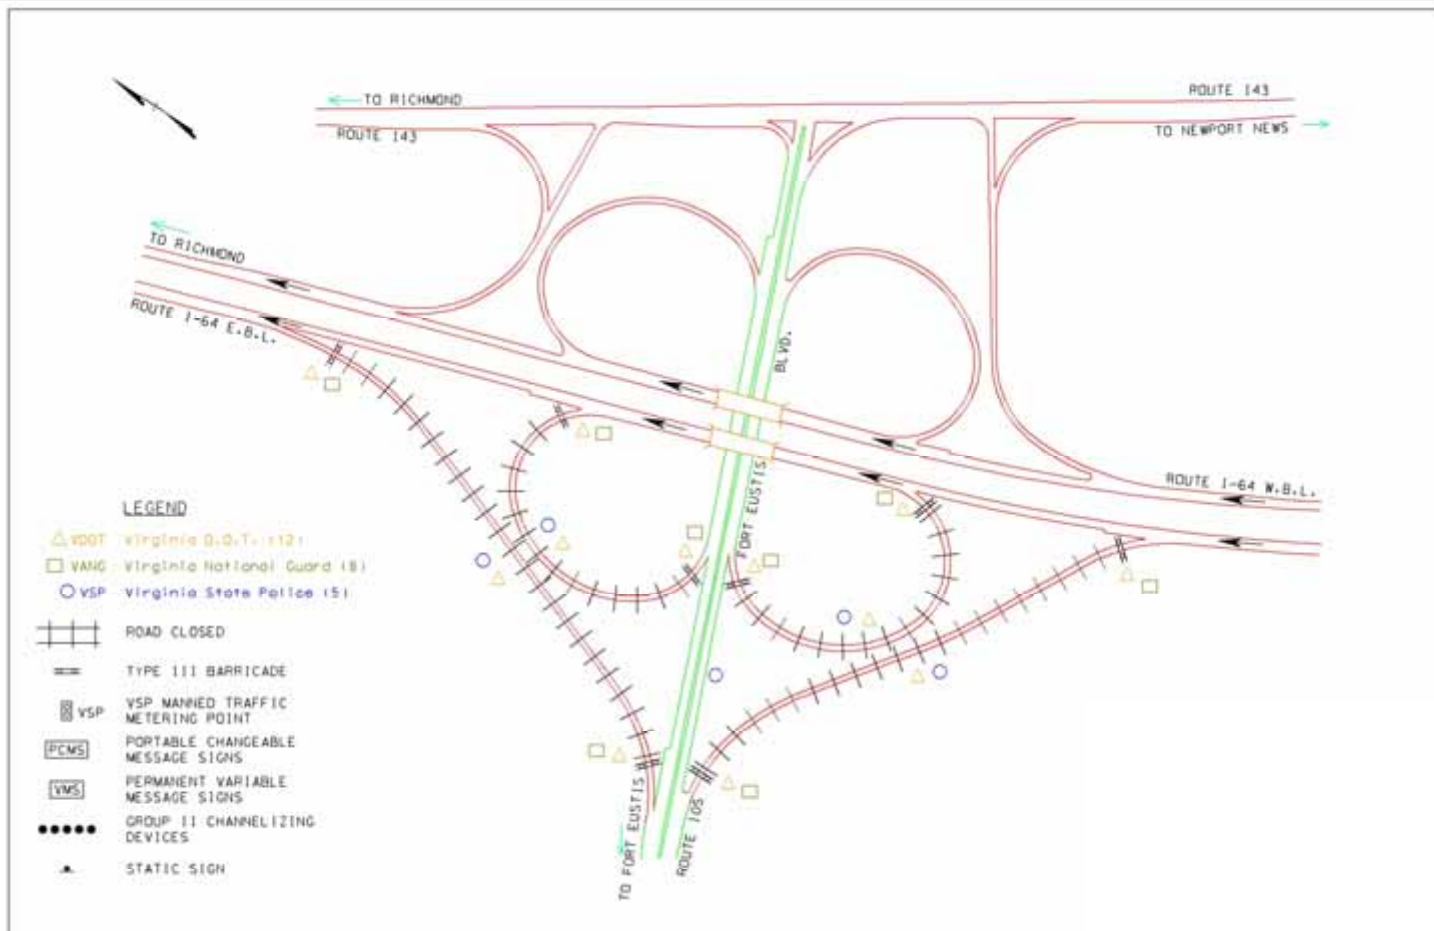 ROUTE 143
TO RICHMOND
ROUTE 143
TO NEWPORT NEWS
TO RICHMOND
ROUTE I-64 E.B.L.
BLVD.
FORT EUSTIS
ROUTE I-64 W.B.L.
LEGEND
VDOT Virginia D.O.T. (12)
VANG Virginia National Guard (8)
VSP Virginia State Police (5)
ROAD CLOSED
TYPE III BARRICADE
VSP VSP MANNED TRAFFIC
METERING POINT
PCMS PORTABLE CHANGEABLE
MESSAGE SIGNS
VMS PERMANENT VARIABLE
MESSAGE SIGNS
GROUP II CHANNELIZING
DEVICES
STATIC SIGN
TO FORT EUSTIS
ROUTE 105